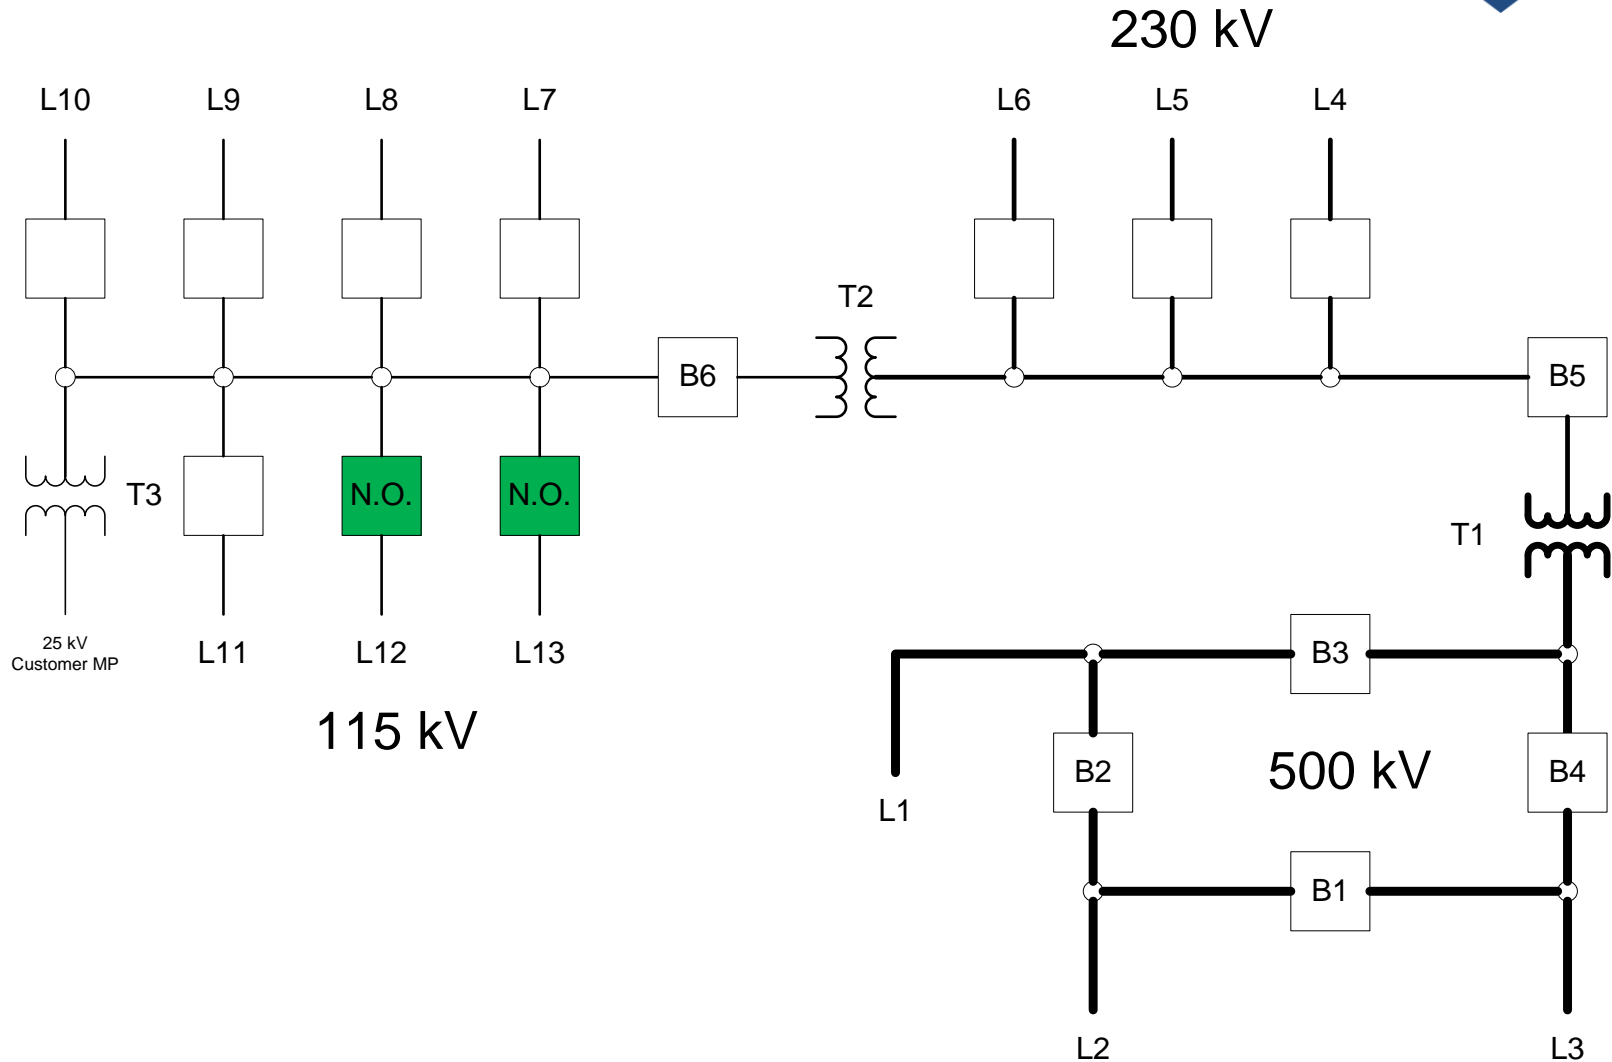 230 kV
L10
L9
L8
L7
L6
L5
L4
T2
B6
B5
T3
N.O.
N.O.
T1
25 kV
Customer MP
L11
L12
L13
B3
115 kV
500 kV
B2
B4
L1
B1
L2
L3